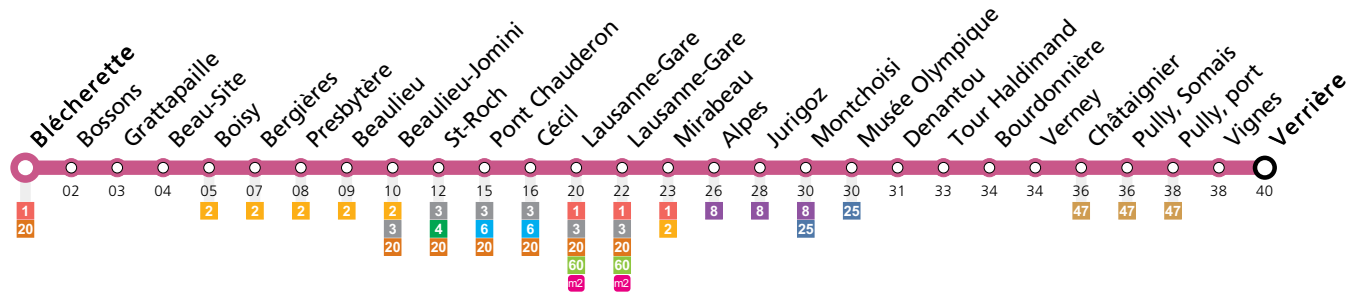 Blécherette
Bossons
Grattapaille
Beau-Site
Boisy
Bergières
Presbytère
Beaulieu
Beaulieu-Jomini
St-Roch
Pont Chauderon
Cécil
Lausanne-Gare
Lausanne-Gare
Mirabeau
Alpes
Jurigoz
Montchoisi
Musée Olympique
Denantou
Tour Haldimand
Bourdonnière
Verney
Châtaignier
Pully, Somais
Pully, port
Vignes
Verrière
02 03 04 05 07 08 09 10 12 15 16 20 22 23 26 28 30 30 31 33 34 34 36 36 38 38 40
1 2 2 2 2 2 3 3 3 1 1 1 8 8 8 25 47 47 47
20 3 4 6 6 3 3 2 25
20 20 20 20 20 20
60 60
m2 m2